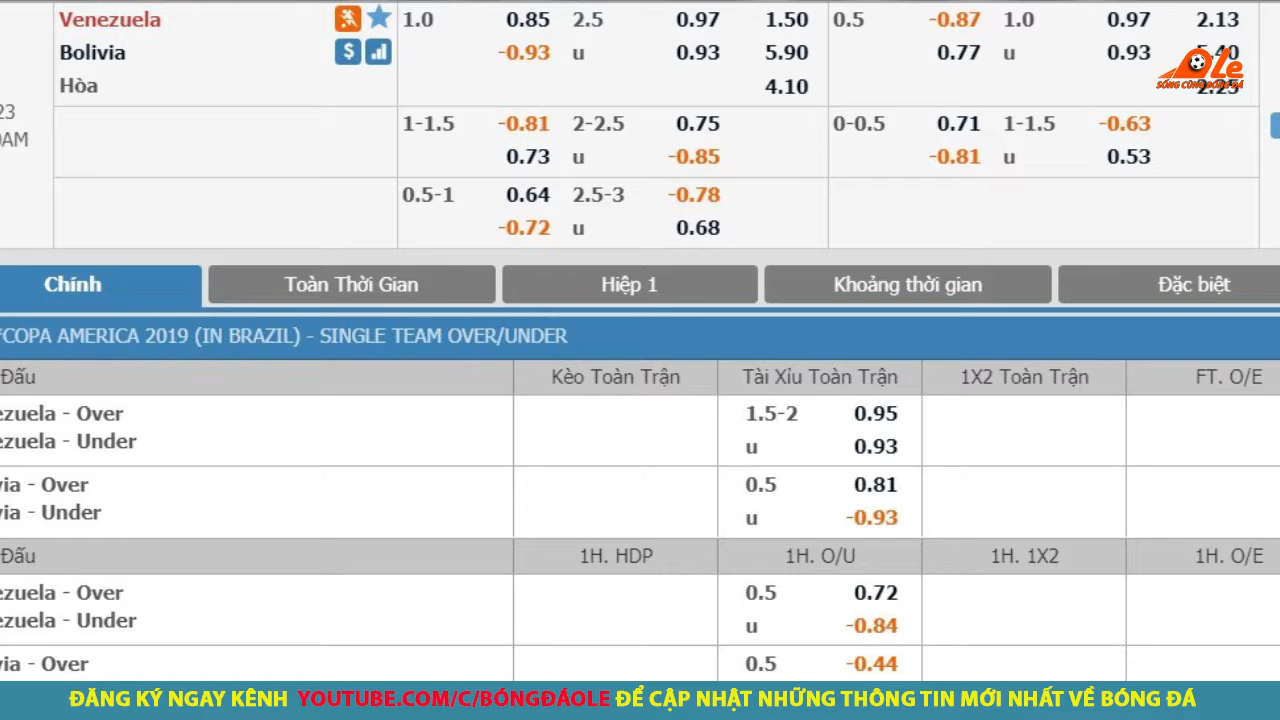 Venezuela 1.0 0.85 2.5 0.97 1.50 0.5 -0.87 1.0 0.97 2.13
Bolivia $ -0.93 u 0.93 5.90 0.77 u 0.93 5.40
OLe
SỐNG CÙNG BÓNG ĐÁ
Hòa 4.10 2.25
23
1-1.5 -0.81 2-2.5 0.75 0-0.5 0.71 1-1.5 -0.63
AM
0.73 u -0.85 -0.81 u 0.53
0.5-1 0.64 2.5-3 -0.78
-0.72 u 0.68
Chính Toàn Thời Gian Hiệp 1 Khoảng thời gian Đặc biệt
*COPA AMERICA 2019 (IN BRAZIL) - SINGLE TEAM OVER/UNDER
Đấu Kèo Toàn Trận Tài Xỉu Toàn Trận 1X2 Toàn Trận FT. O/E
ezuela - Over 1.5-2 0.95
ezuela - Under u 0.93
via - Over 0.5 0.81
via - Under u -0.93
Đấu 1H. HDP 1H. O/U 1H. 1X2 1H. O/E
ezuela - Over 0.5 0.72
ezuela - Under u -0.84
via - Over 0.5 -0.44
ĐĂNG KÝ NGAY KÊNH YOUTUBE.COM/C/BÓNGĐÁOLE ĐỂ CẬP NHẬT NHỮNG THÔNG TIN MỚI NHẤT VỀ BÓNG ĐÁ